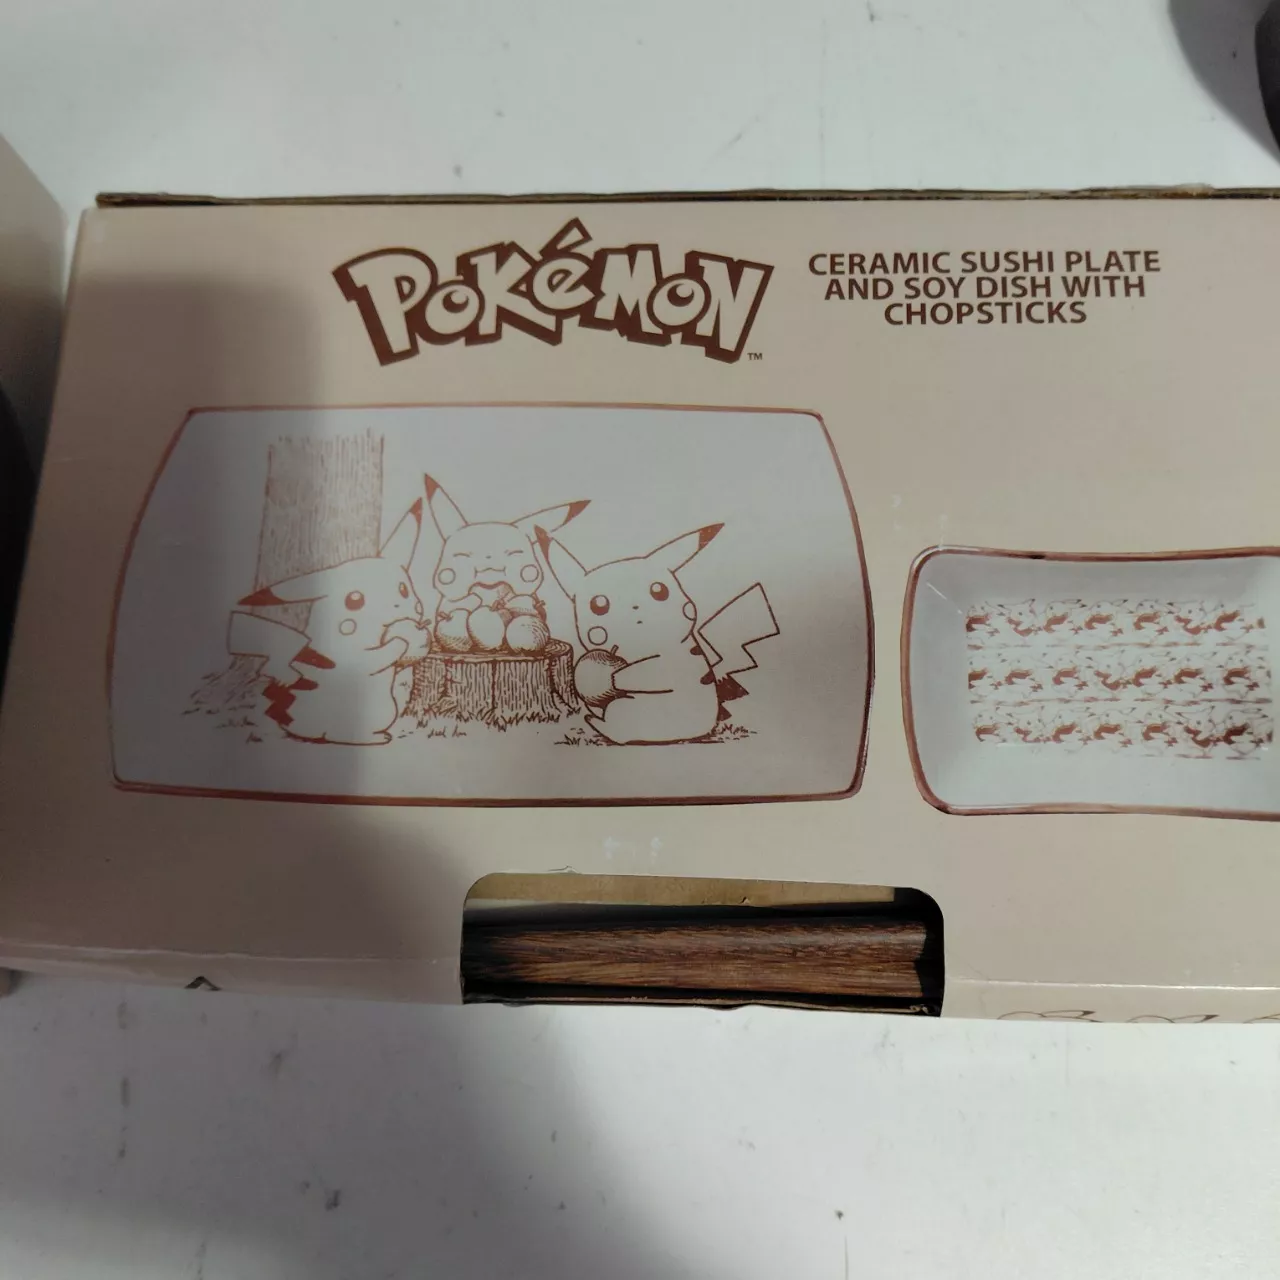 POKéMON
TM
CERAMIC SUSHI PLATE
AND SOY DISH WITH
CHOPSTICKS